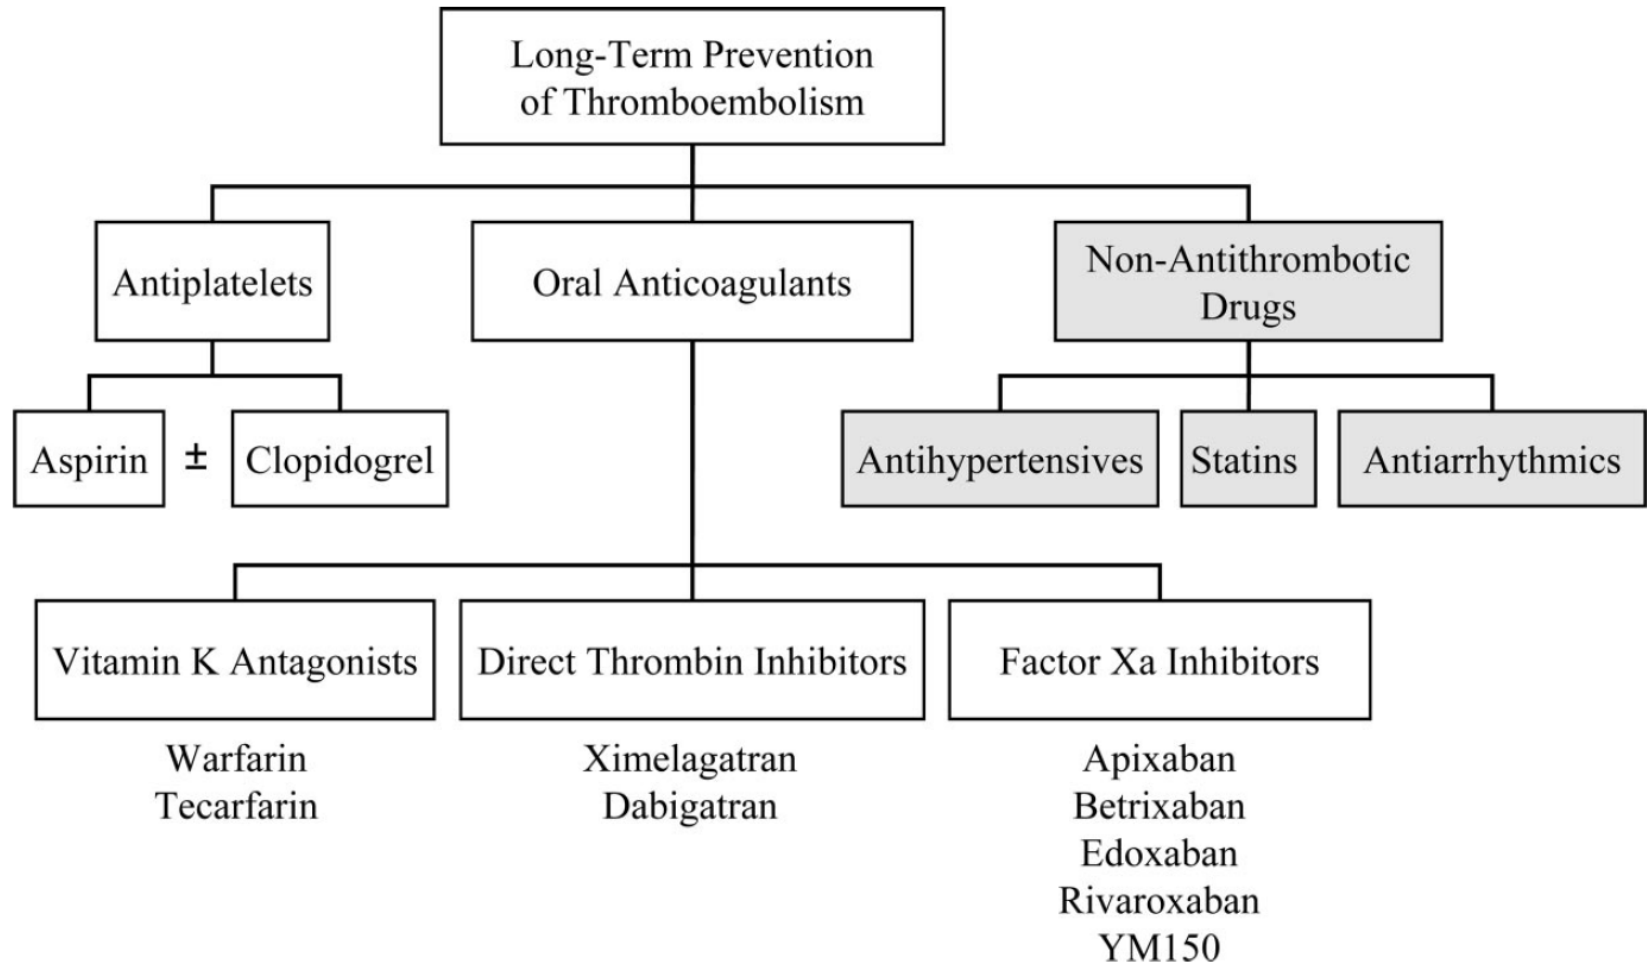 Long-Term Prevention
of Thromboembolism
Antiplatelets
Oral Anticoagulants
Non-Antithrombotic
Drugs
Aspirin
±
Clopidogrel
Antihypertensives
Statins
Antiarrhythmics
Vitamin K Antagonists
Direct Thrombin Inhibitors
Factor Xa Inhibitors
Warfarin
Tecarfarin
Ximelagatran
Dabigatran
Apixaban
Betrixaban
Edoxaban
Rivaroxaban
YM150